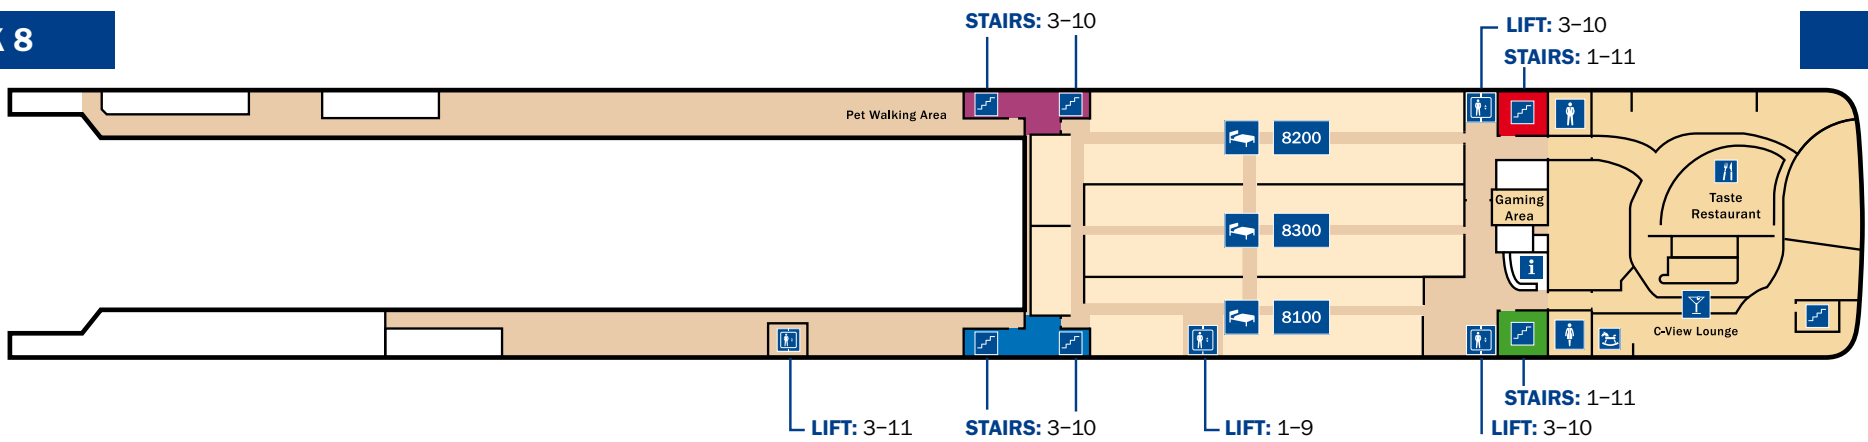 K 8
STAIRS: 3–10
LIFT: 3–10
STAIRS: 1–11
Pet Walking Area
8200
Gaming
Area
Taste
Restaurant
8300
i
8100
C-View Lounge
STAIRS: 1–11
LIFT: 3–11
STAIRS: 3–10
LIFT: 1–9
LIFT: 3–10